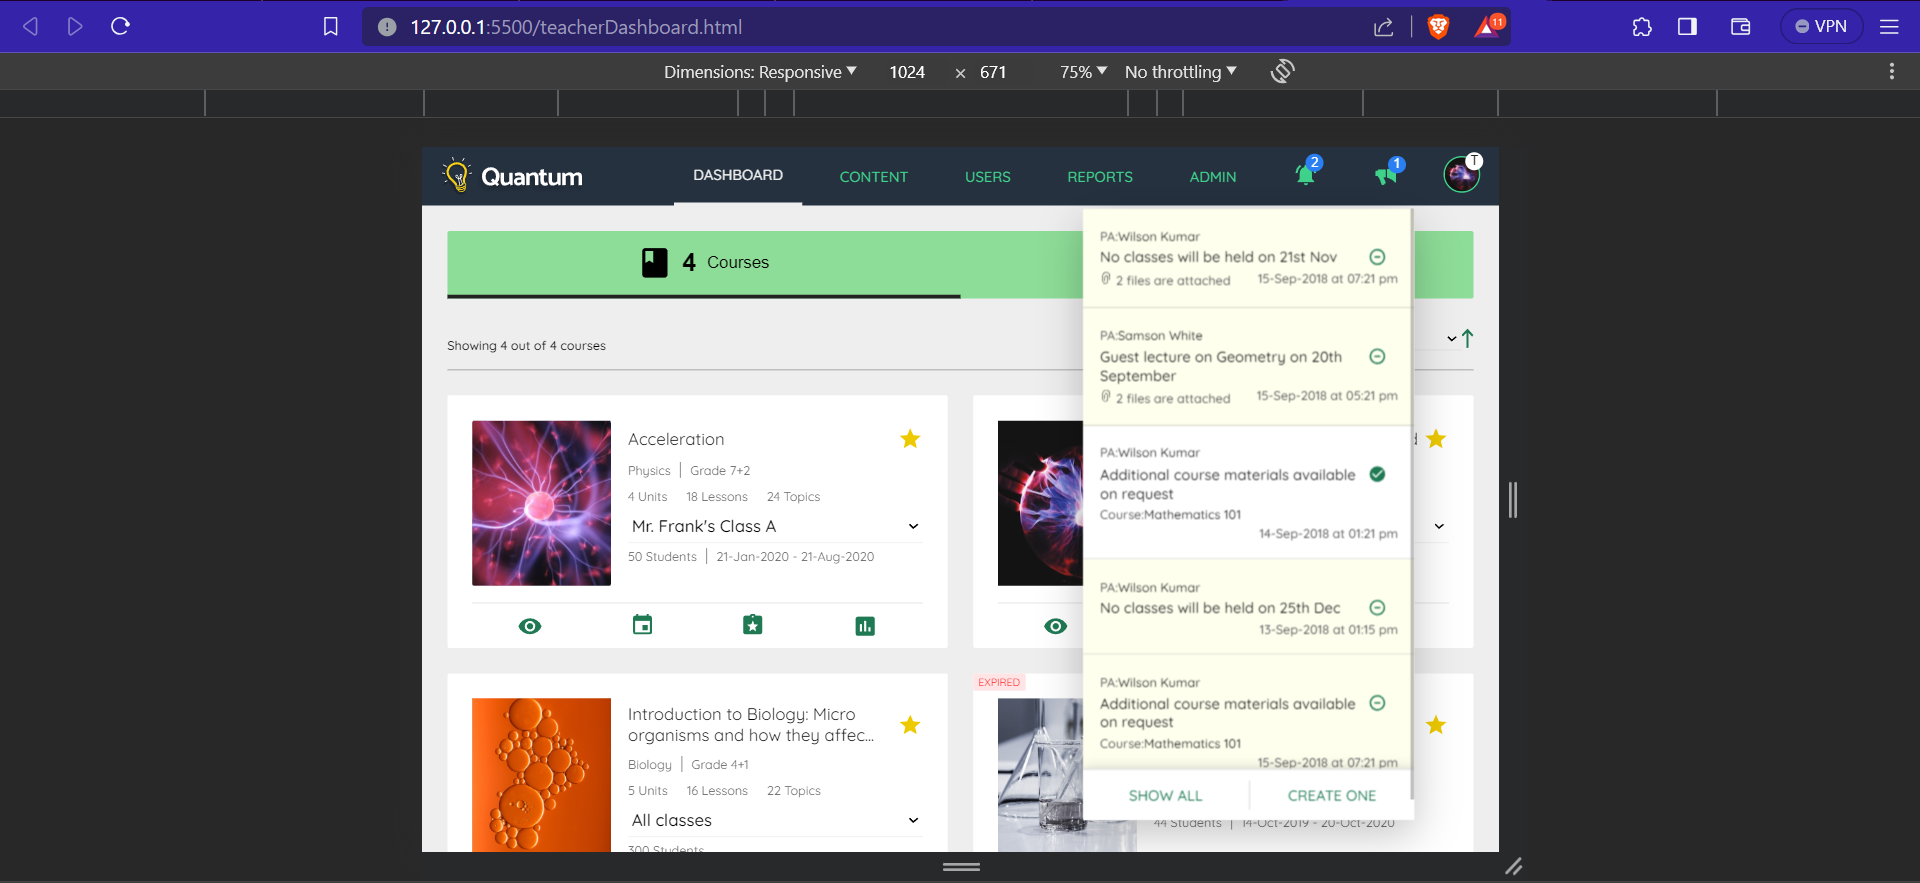 127.0.0.1:5500/teacherDashboard.html
11
VPN
Dimensions: Responsive
1024 × 671
75%
No throttling
Quantum
DASHBOARD
CONTENT
USERS
REPORTS
ADMIN
2
1
T
4 Courses
Showing 4 out of 4 courses
Acceleration
Physics | Grade 7+2
4 Units 18 Lessons 24 Topics
Mr. Frank's Class A
50 Students | 21-Jan-2020 - 21-Aug-2020
Introduction to Biology: Micro
organisms and how they affec...
Biology | Grade 4+1
5 Units 16 Lessons 22 Topics
All classes
300 Students
EXPIRED
44 Students | 14-Oct-2019 - 20-Oct-2020
PA:Wilson Kumar
No classes will be held on 21st Nov
2 files are attached 15-Sep-2018 at 07:21 pm
PA:Samson White
Guest lecture on Geometry on 20th
September
2 files are attached 15-Sep-2018 at 05:21 pm
PA:Wilson Kumar
Additional course materials available
on request
Course:Mathematics 101
14-Sep-2018 at 01:21 pm
PA:Wilson Kumar
No classes will be held on 25th Dec
13-Sep-2018 at 01:15 pm
PA:Wilson Kumar
Additional course materials available
on request
Course:Mathematics 101
15-Sep-2018 at 07:21 pm
SHOW ALL
CREATE ONE